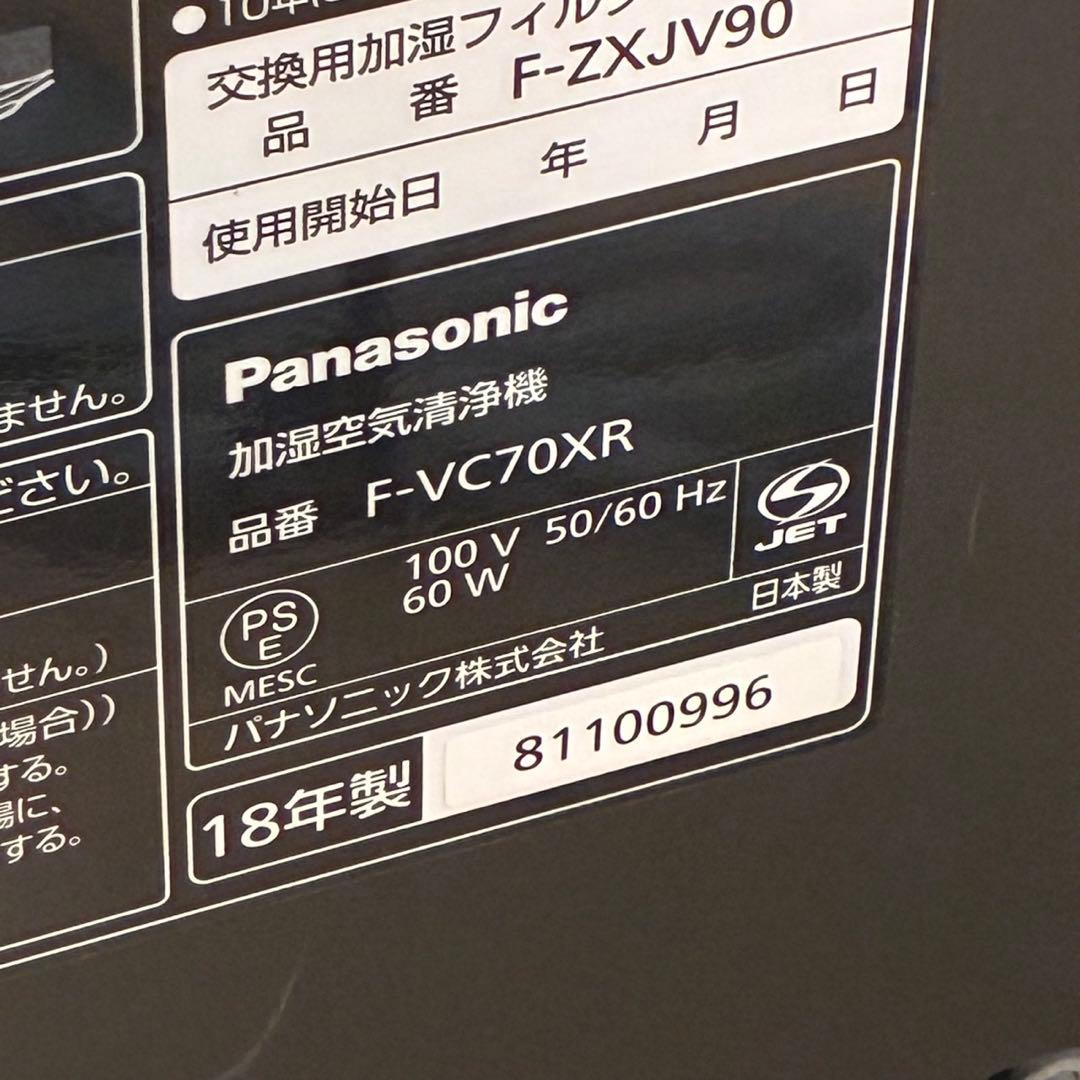 交換用加湿フィル
品番 F-ZXJV90
使用開始日 年 月 日
ません。
ださい。
せん。)
場合))
する。
場に、
する。
Panasonic
加湿空気清浄機
品番 F-VC70XR
100 V 50/60 Hz
60 W
PS
E
MESC
JET
日本製
パナソニック株式会社
18年製 81100996